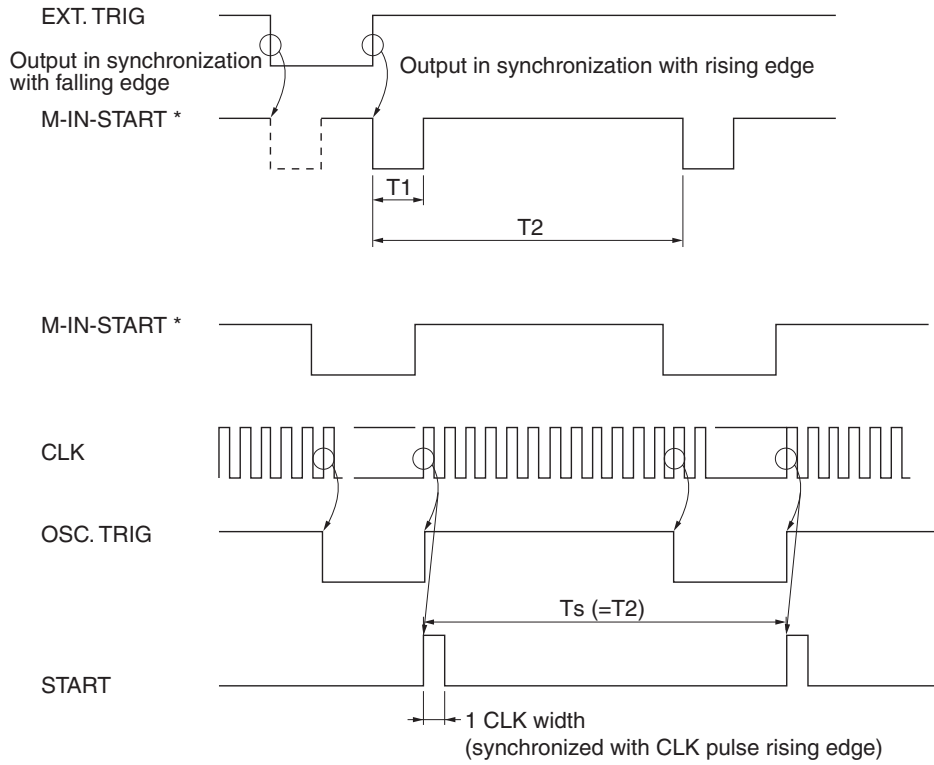 EXT. TRIG
Output in synchronization
with falling edge
Output in synchronization with rising edge
M-IN-START *
T1
T2
M-IN-START *
CLK
OSC. TRIG
Ts (=T2)
START
1 CLK width
(synchronized with CLK pulse rising edge)